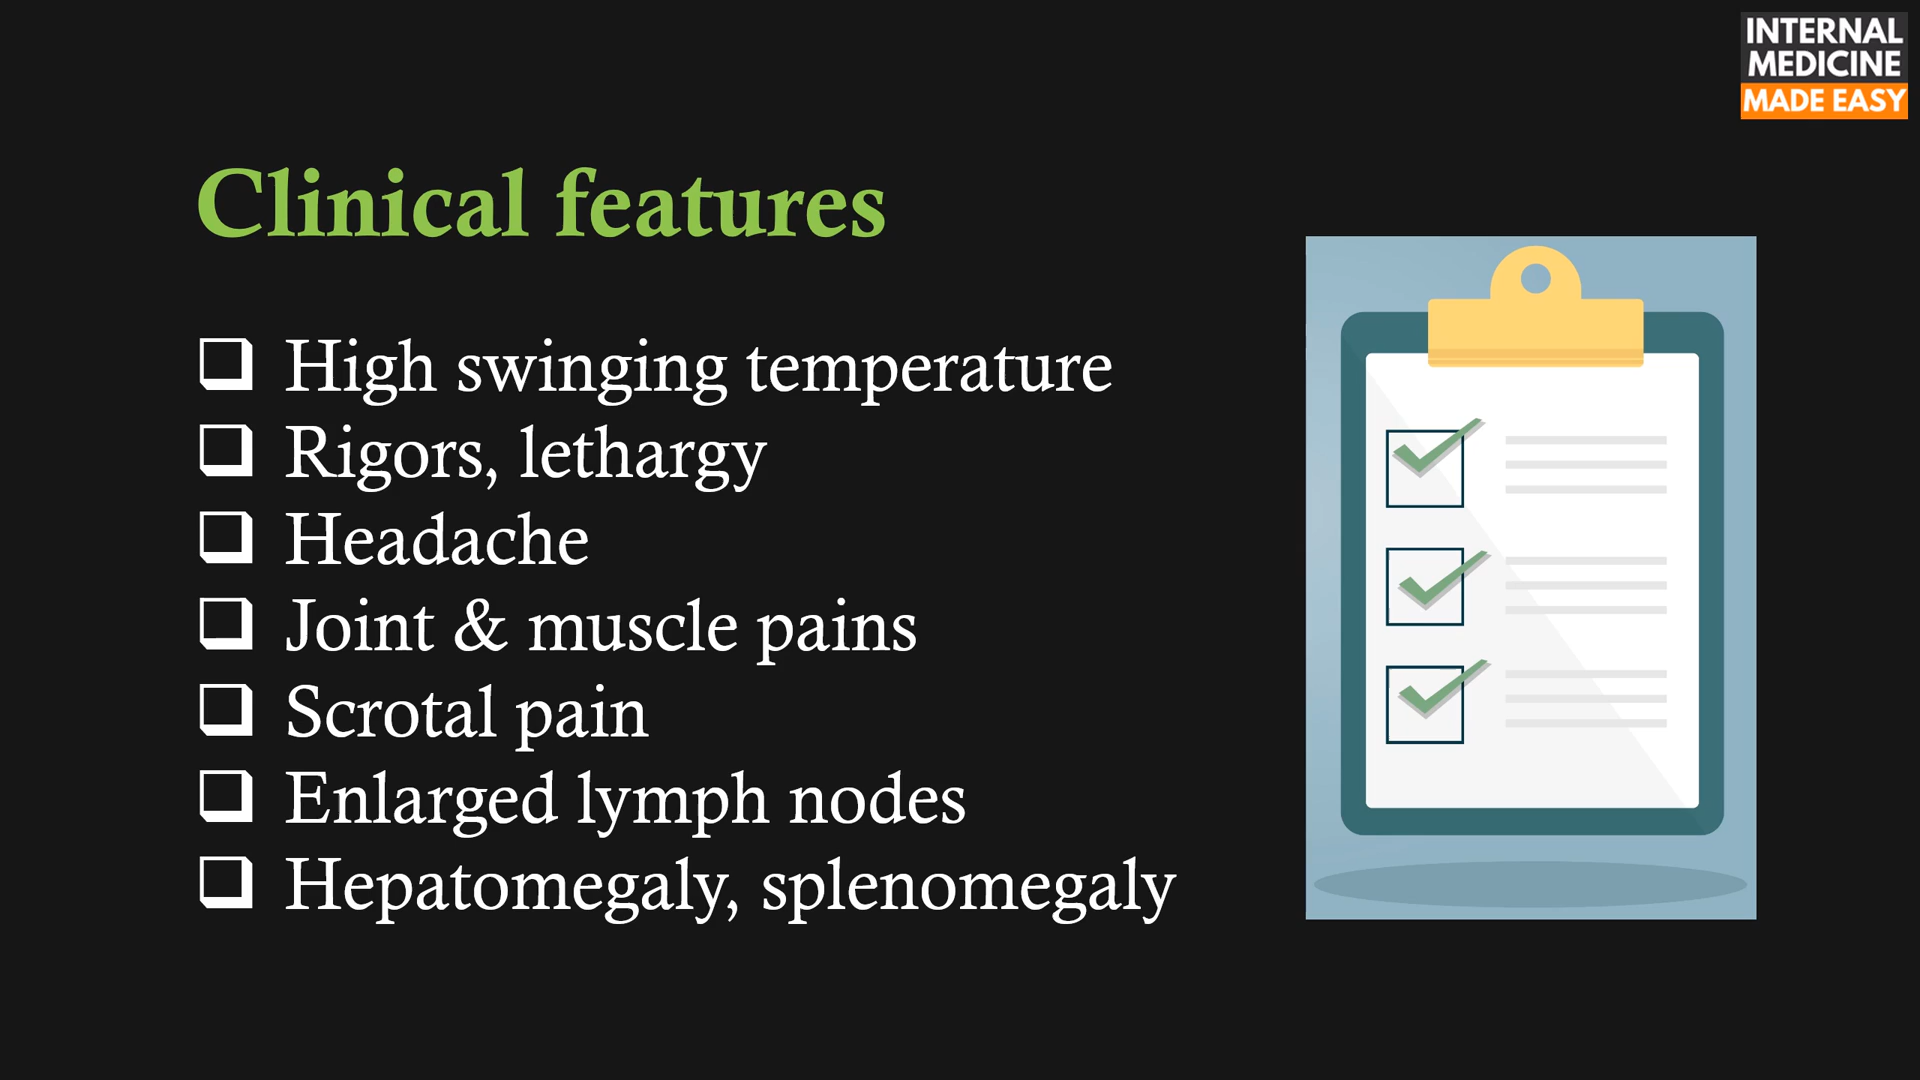 INTERNAL
MEDICINE
MADE EASY
Clinical features
❑ High swinging temperature
❑ Rigors, lethargy
❑ Headache
❑ Joint & muscle pains
❑ Scrotal pain
❑ Enlarged lymph nodes
❑ Hepatomegaly, splenomegaly